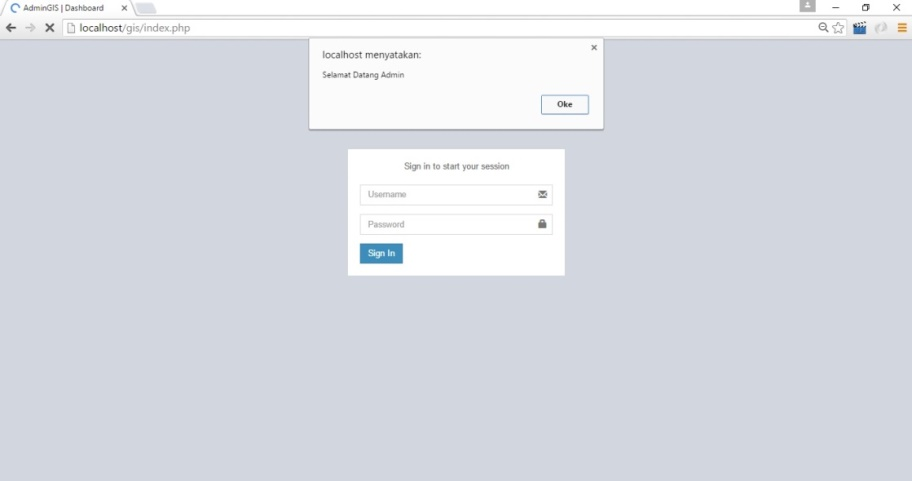 AdminGIS | Dashboard
localhost/gis/index.php
localhost menyatakan:
Selamat Datang Admin
Oke
Sign in to start your session
Username
Password
Sign In